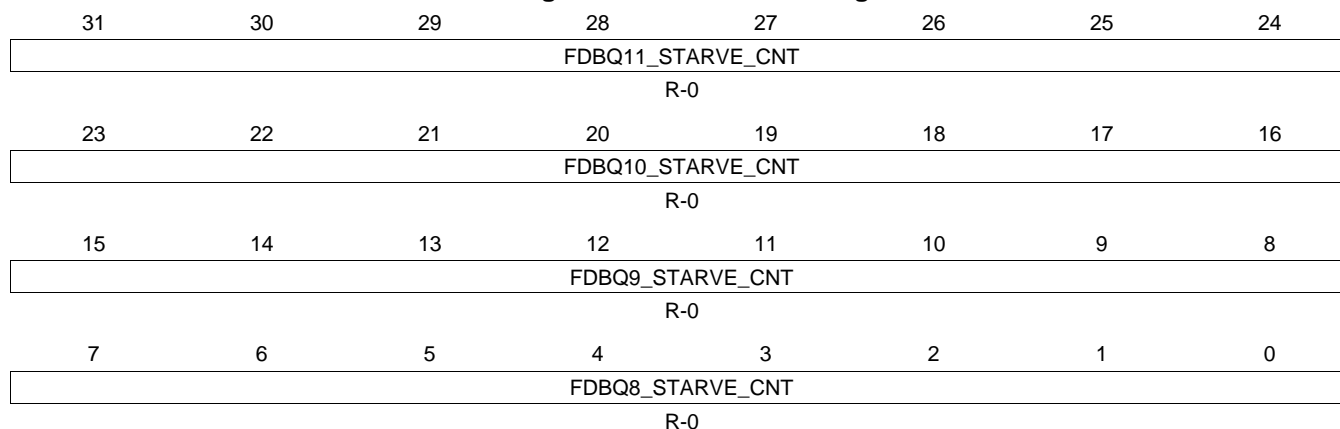 31 30 29 28 27 26 25 24
FDBQ11_STARVE_CNT
R-0
23 22 21 20 19 18 17 16
FDBQ10_STARVE_CNT
R-0
15 14 13 12 11 10 9 8
FDBQ9_STARVE_CNT
R-0
7 6 5 4 3 2 1 0
FDBQ8_STARVE_CNT
R-0